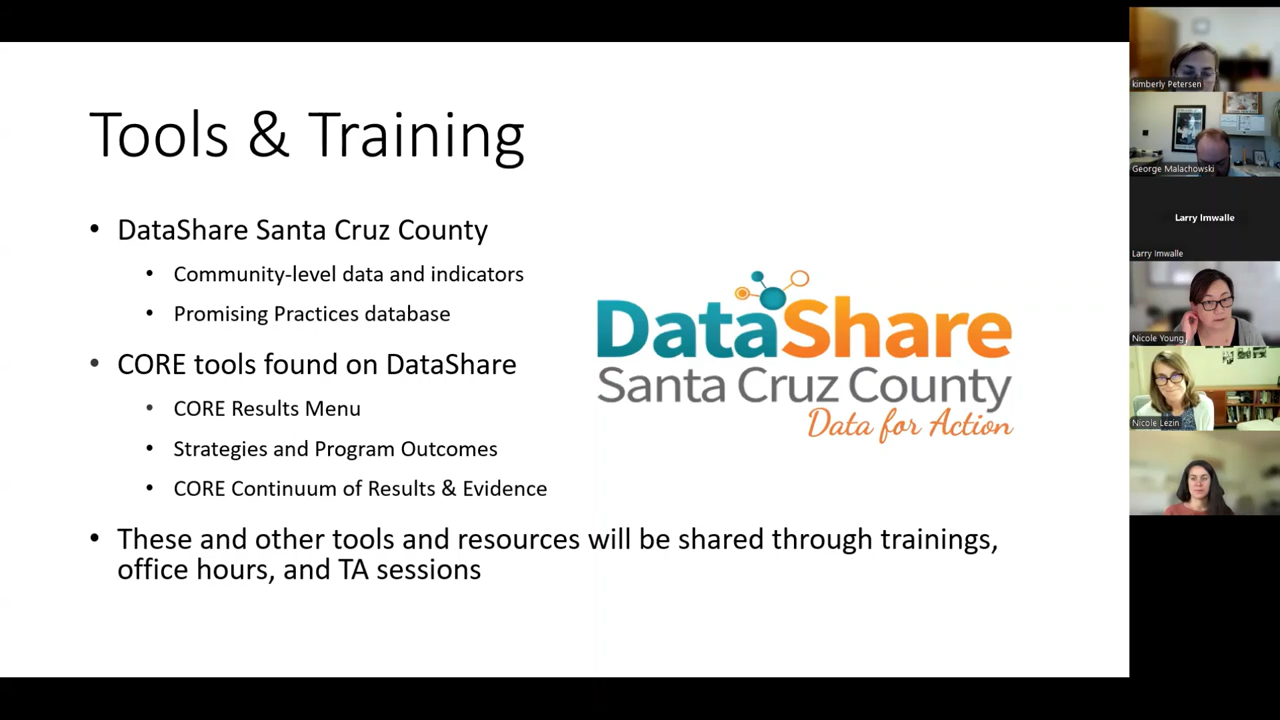 Tools & Training
• DataShare Santa Cruz County
• Community-level data and indicators
• Promising Practices database
• CORE tools found on DataShare
• CORE Results Menu
• Strategies and Program Outcomes
• CORE Continuum of Results & Evidence
• These and other tools and resources will be shared through trainings,
office hours, and TA sessions
DataShare
Santa Cruz County
Data for Action
kimberly Petersen
George Malachowski
Larry Imwalle
Larry Imwalle
Nicole Young
Nicole Lezin